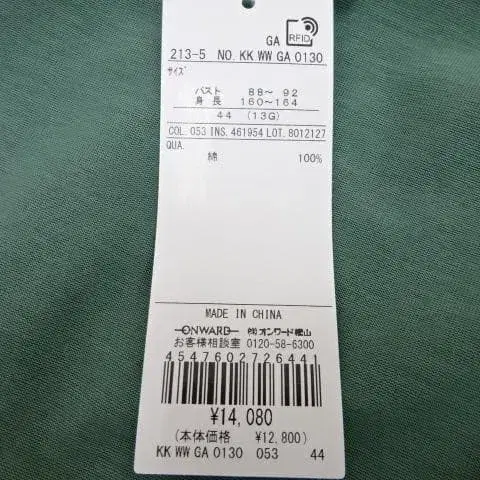 GA RFID
213-5 NO. KK WW GA 0130
サイズ
バスト 88～ 92
身長 160～164
44 (13G)
COL. 053 INS. 461954 LOT. 8012127
QUA.
綿 100%
MADE IN CHINA
ONWARD ㈱オンワード樫山
お客様相談室 0120-58-6300
4547602726441
¥14,080
(本体価格 ¥12,800)
KK WW GA 0130 053 44